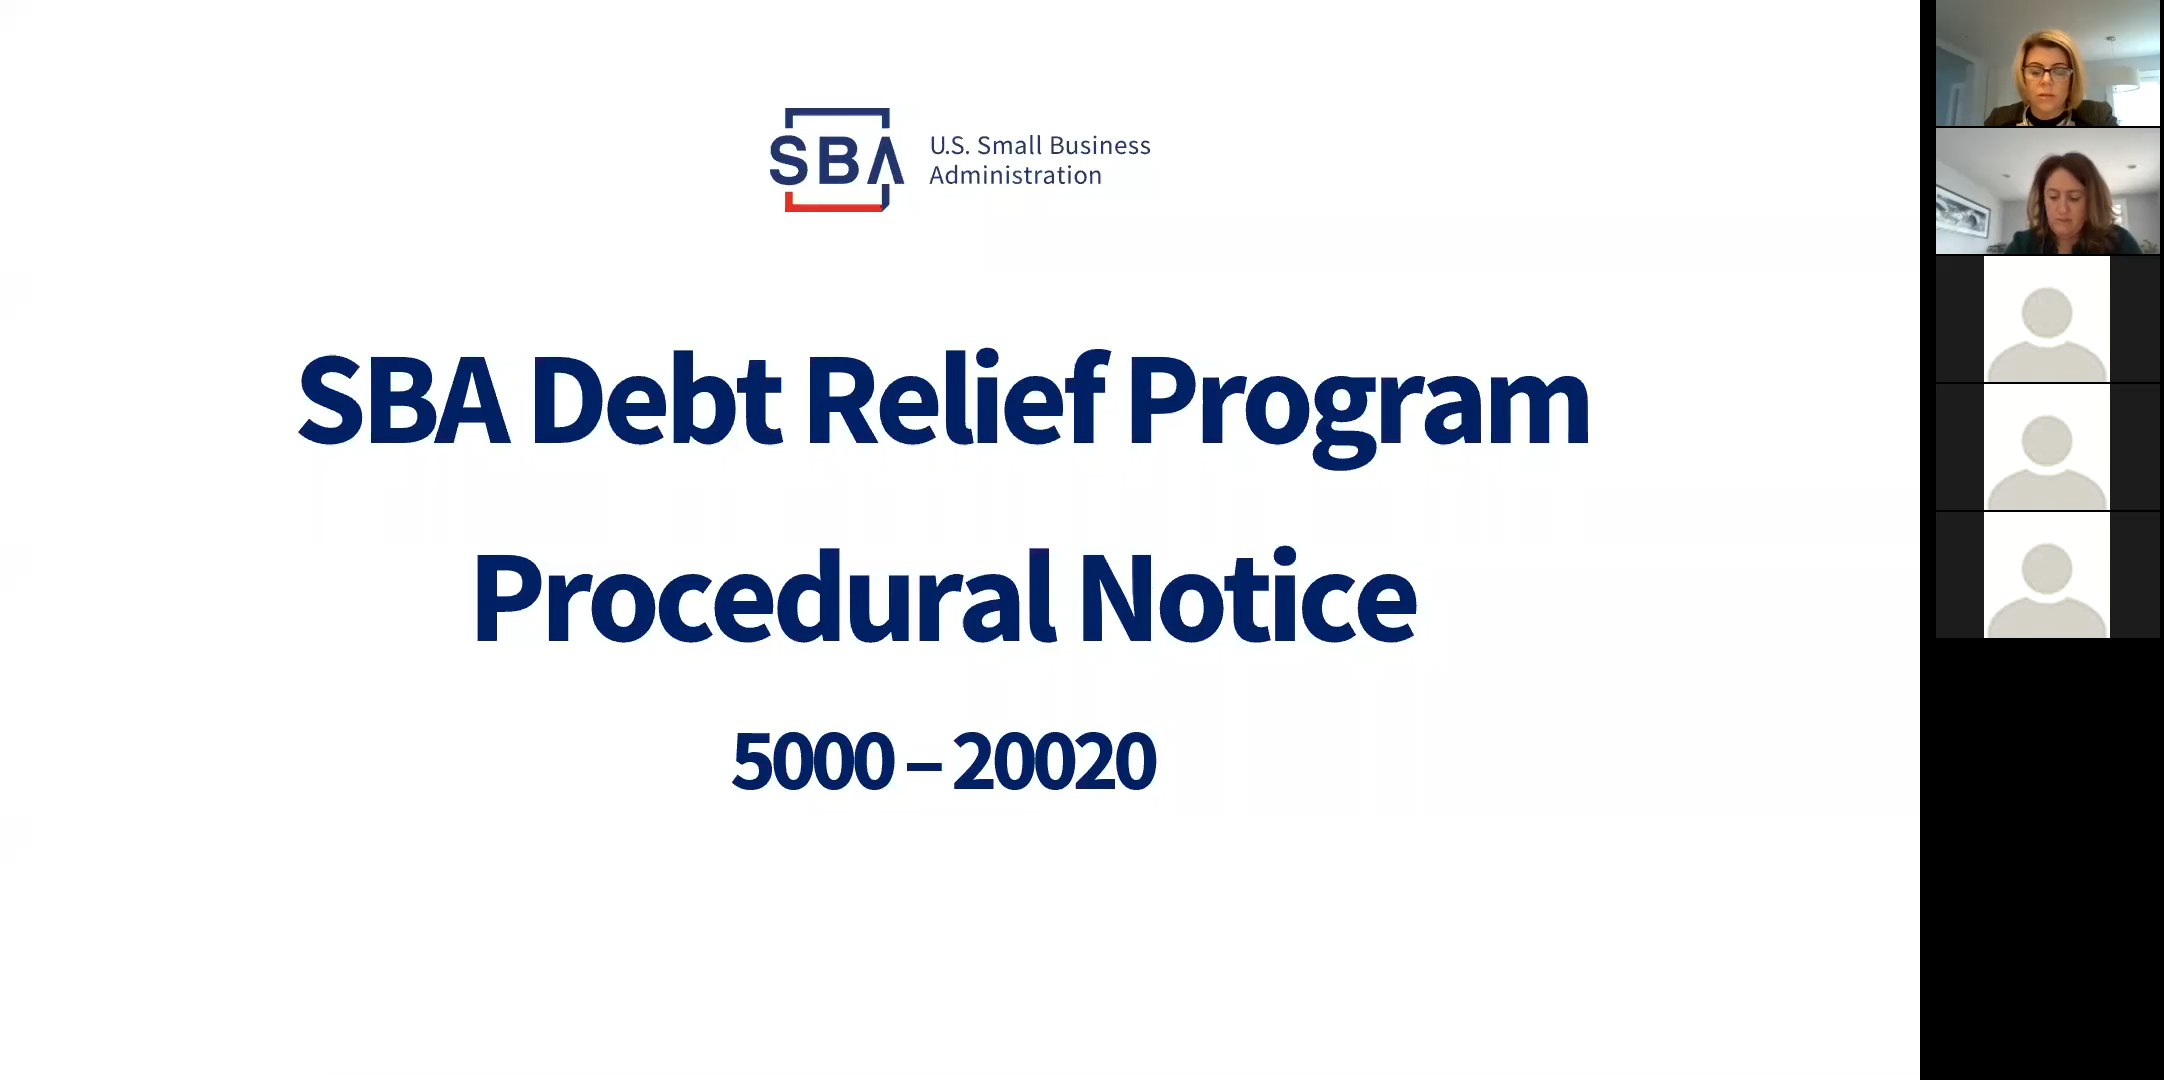 SBA
U.S. Small Business
Administration
SBA Debt Relief Program
Procedural Notice
5000 – 20020